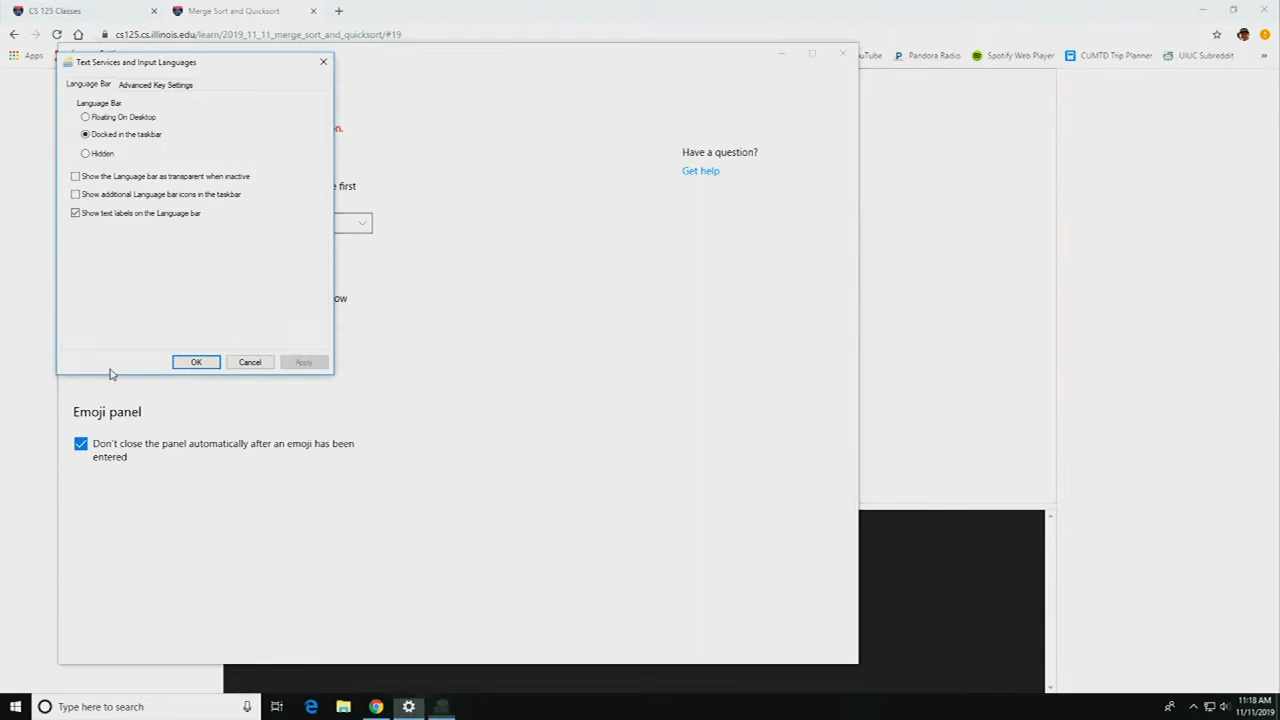 CS 125 Classes
Merge Sort and Quicksort
cs125.cs.illinois.edu/learn/2019_11_11_merge_sort_and_quicksort/#19
Apps
Pandora Radio
Spotify Web Player
CUMTD Trip Planner
UIUC Subreddit
Text Services and Input Languages
Language Bar
Advanced Key Settings
Language Bar
Floating On Desktop
Docked in the taskbar
Hidden
Show the Language bar as transparent when inactive
Show additional Language bar icons in the taskbar
Show text labels on the Language bar
OK
Cancel
Apply
Have a question?
Get help
first
Emoji panel
Don't close the panel automatically after an emoji has been
entered
Type here to search
11:18 AM
11/11/2019